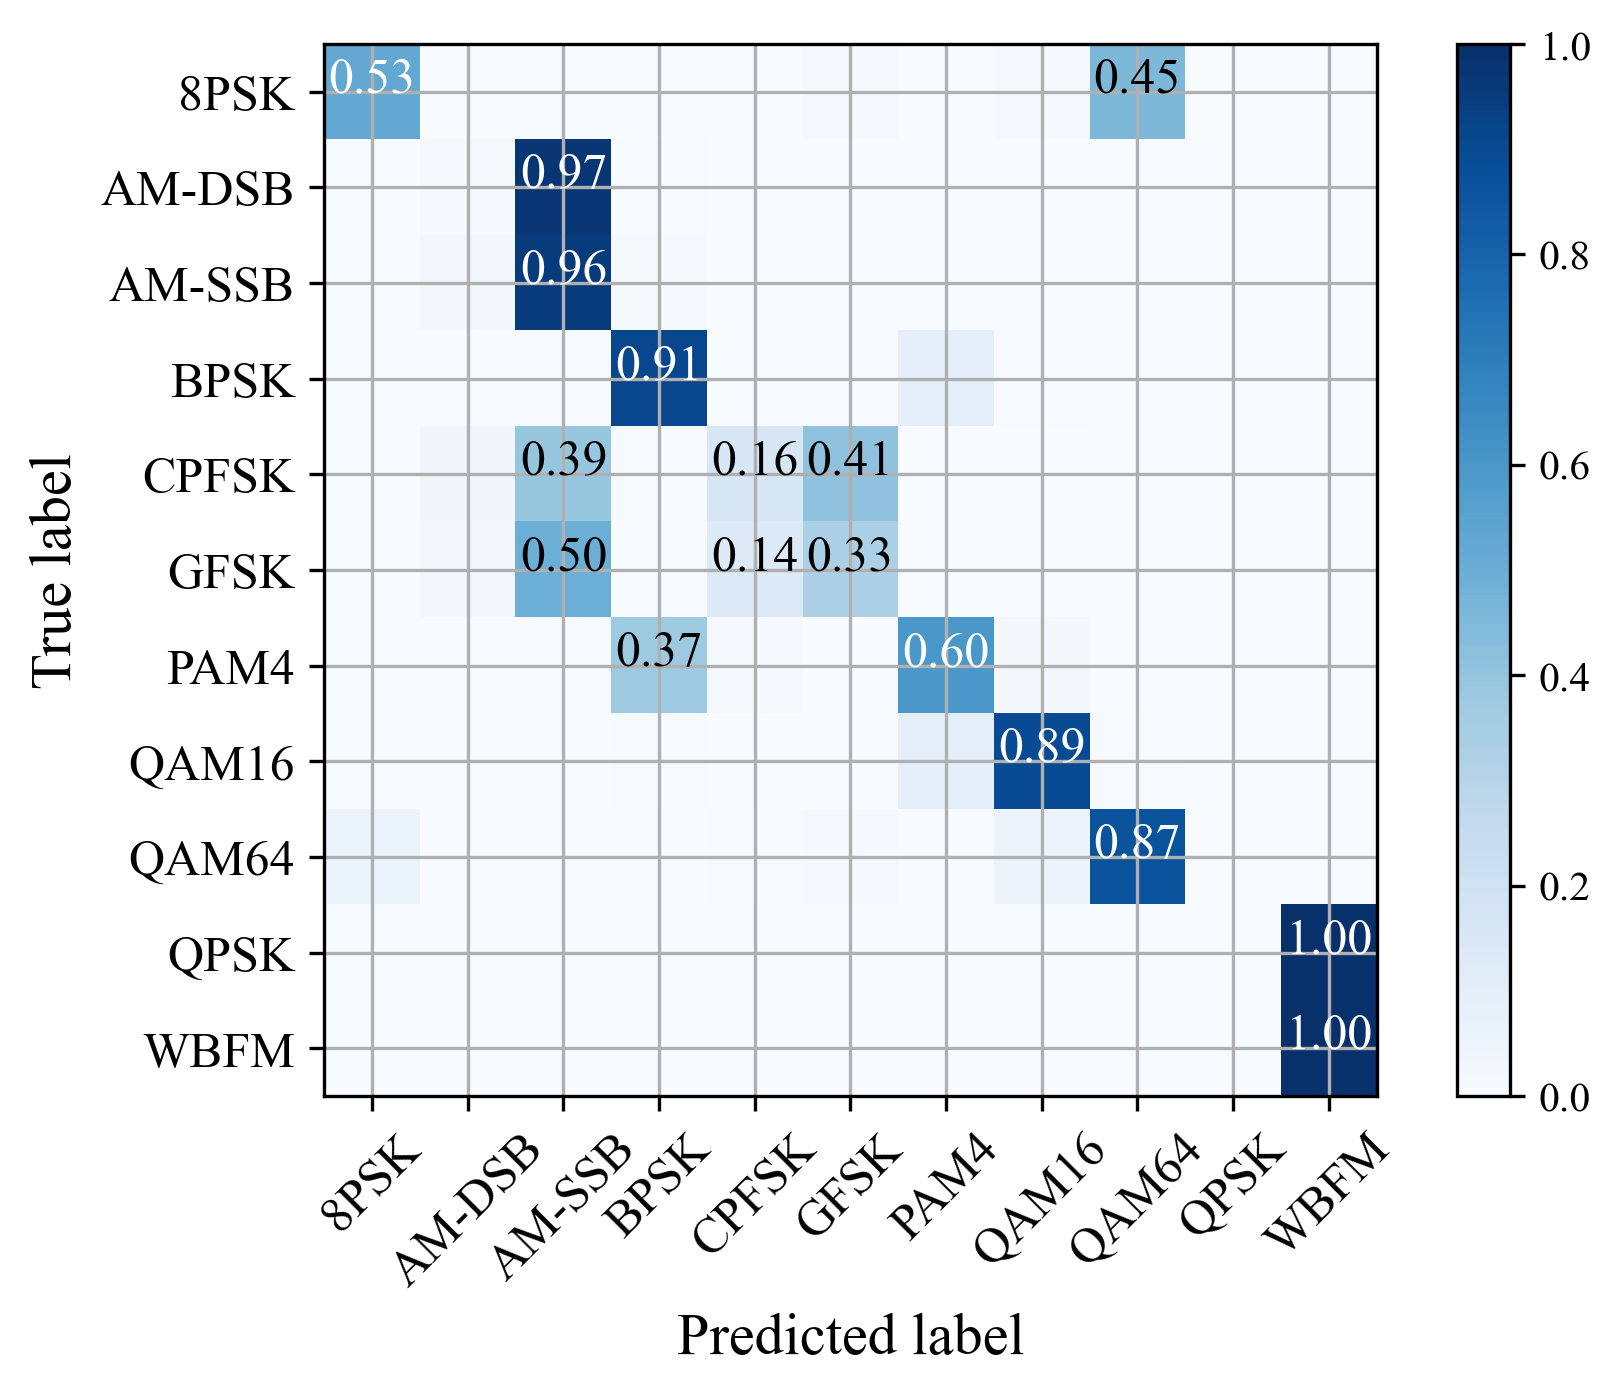 8PSK 0.53 0.45
AM-DSB 0.97
AM-SSB 0.96
BPSK 0.91
CPFSK 0.39 0.16 0.41
GFSK 0.50 0.14 0.33
PAM4 0.37 0.60
QAM16 0.89
QAM64 0.87
QPSK 1.00
WBFM 1.00
True label
8PSK AM-DSB AM-SSB BPSK CPFSK GFSK PAM4 QAM16 QAM64 QPSK WBFM
Predicted label
1.0
0.8
0.6
0.4
0.2
0.0